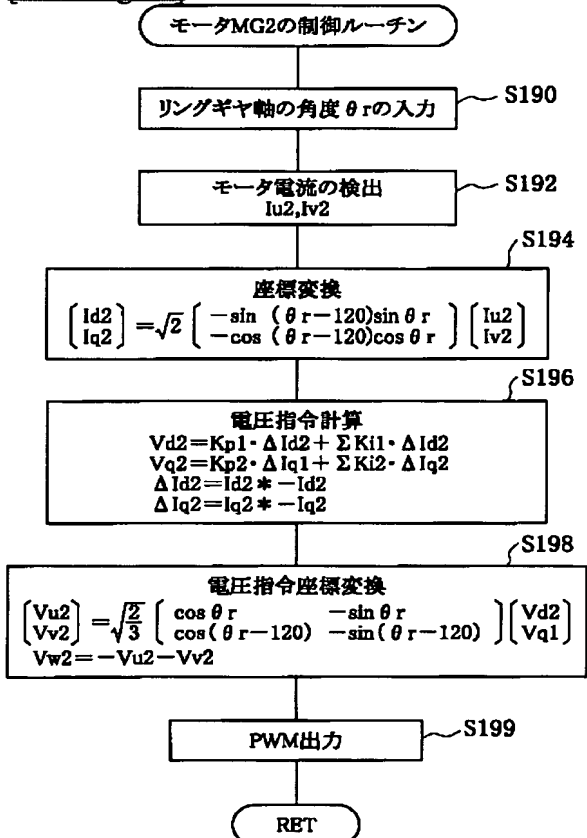 モータMG2の制御ルーチン
リングギヤ軸の角度θrの入力
S190
モータ電流の検出
Iu2,Iv2
S192
S194
座標変換
[Id2
Iq2] =√2 [−sin (θr−120)sinθr
−cos (θr−120)cosθr] [Iu2
Iv2]
S196
電圧指令計算
Vd2=Kp1・ΔId2+ΣKi1・ΔId2
Vq2=Kp2・ΔIq1+ΣKi2・ΔIq2
ΔId2=Id2*−Id2
ΔIq2=Iq2*−Iq2
S198
電圧指令座標変換
[Vu2
Vv2] =√2/3 [cosθr −sinθr
cos(θr−120) −sin(θr−120)] [Vd2
Vq1]
Vw2=−Vu2−Vv2
PWM出力
S199
RET